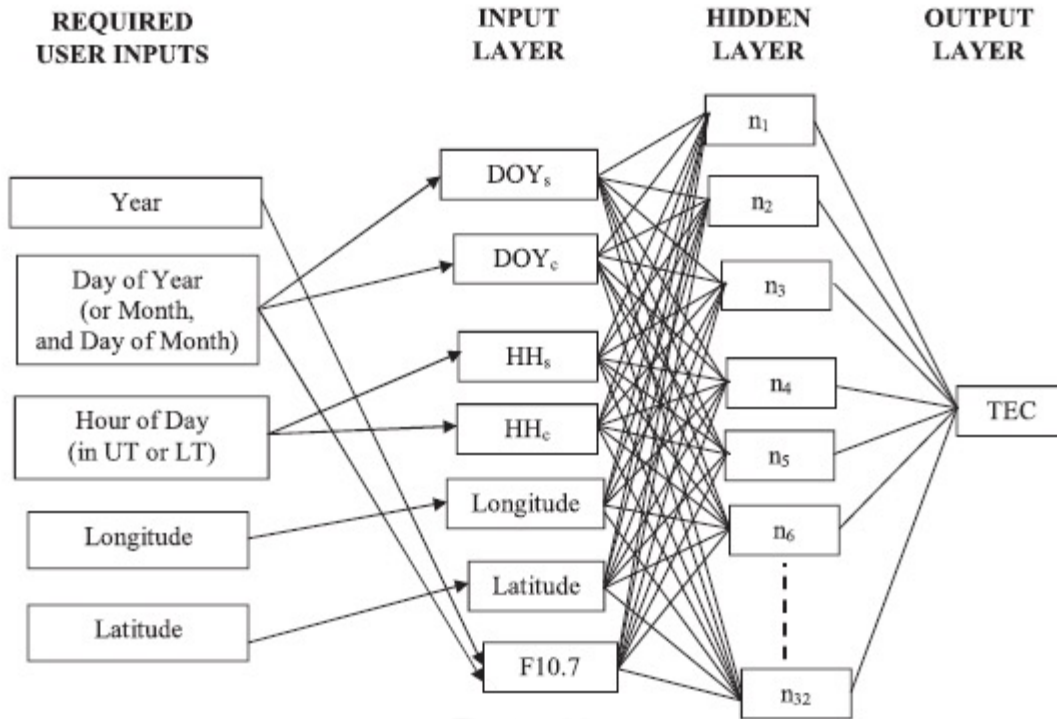 REQUIRED
USER INPUTS
INPUT
LAYER
HIDDEN
LAYER
OUTPUT
LAYER
Year
Day of Year
(or Month,
and Day of Month)
Hour of Day
(in UT or LT)
Longitude
Latitude
DOYₛ
DOY꜀
HHₛ
HH꜀
Longitude
Latitude
F10.7
n₁
n₂
n₃
n₄
n₅
n₆
n₃₂
TEC